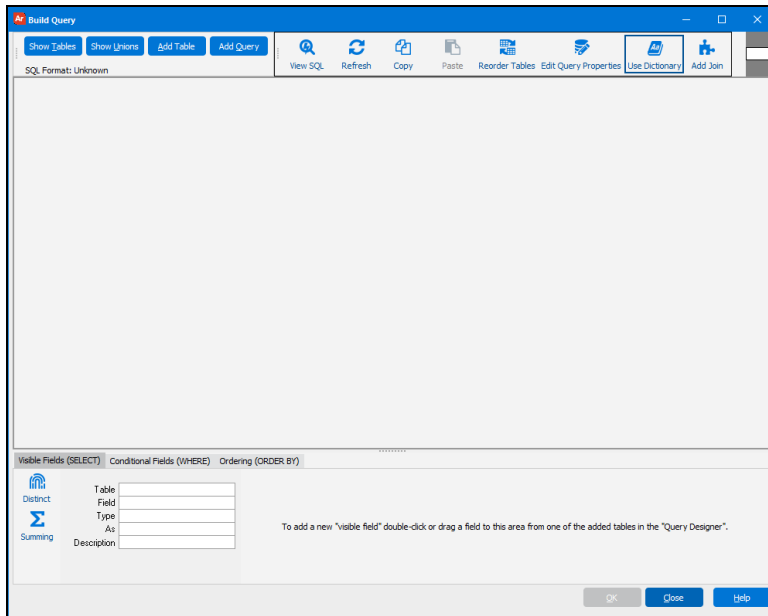 Ar Build Query
Show Tables Show Unions Add Table Add Query
SQL Format: Unknown
View SQL Refresh Copy Paste Reorder Tables Edit Query Properties Use Dictionary Add Join
Visible Fields (SELECT) Conditional Fields (WHERE) Ordering (ORDER BY)
Distinct
Summing
Table
Field
Type
As
Description
To add a new "visible field" double-click or drag a field to this area from one of the added tables in the "Query Designer".
OK Close Help